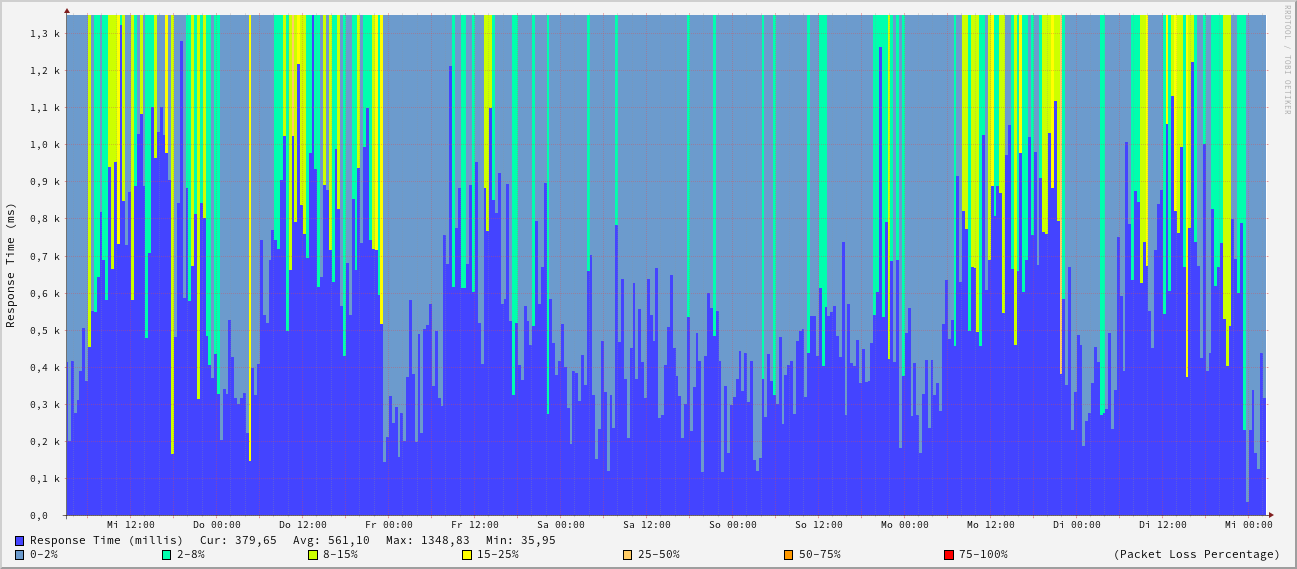 RRDTOOL / TOBI OETIKER
Response Time (ms)
1,3 k
1,2 k
1,1 k
1,0 k
0,9 k
0,8 k
0,7 k
0,6 k
0,5 k
0,4 k
0,3 k
0,2 k
0,1 k
0,0
Mi 12:00 Do 00:00 Do 12:00 Fr 00:00 Fr 12:00 Sa 00:00 Sa 12:00 So 00:00 So 12:00 Mo 00:00 Mo 12:00 Di 00:00 Di 12:00 Mi 00:00
Response Time (millis) Cur: 379,65 Avg: 561,10 Max: 1348,83 Min: 35,95
0-2% 2-8% 8-15% 15-25% 25-50% 50-75% 75-100% (Packet Loss Percentage)